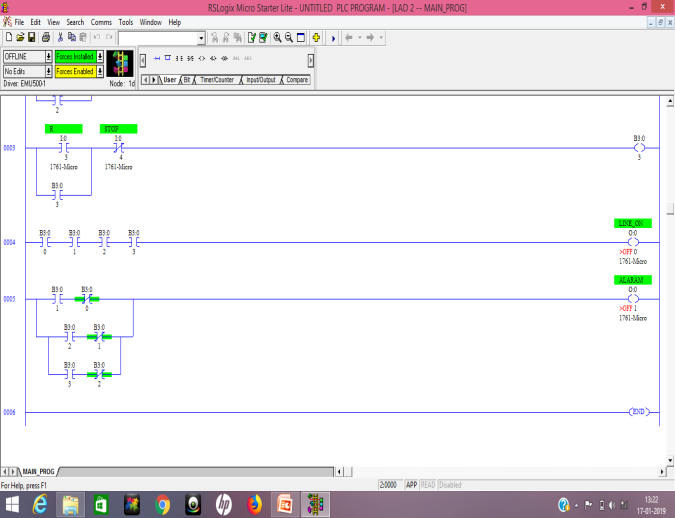 RSLogix Micro Starter Lite - UNTITLED PLC PROGRAM - [LAD 2 -- MAIN_PROG]
File Edit View Search Comms Tools Window Help
OFFLINE Forces Installed
No Edits Forces Enabled
Driver: EMU500-1 Node: 1d
User Bit Timer/Counter Input/Output Compare
2
R STOP
I:0 I:0 B3:0
0003
3 4 3
1761-Micro 1761-Micro
B3:0
3
LINE_ON
B3:0 B3:0 B3:0 B3:0 O:0
0004
0 1 2 3 >OFF 0
1761-Micro
ALARAM
B3:0 B3:0 O:0
0005
1 0 >OFF 1
1761-Micro
B3:0 B3:0
2 1
B3:0 B3:0
3 2
0006 END
MAIN_PROG
For Help, press F1 2:0000 APP READ Disabled
hp
13:22
17-01-2019